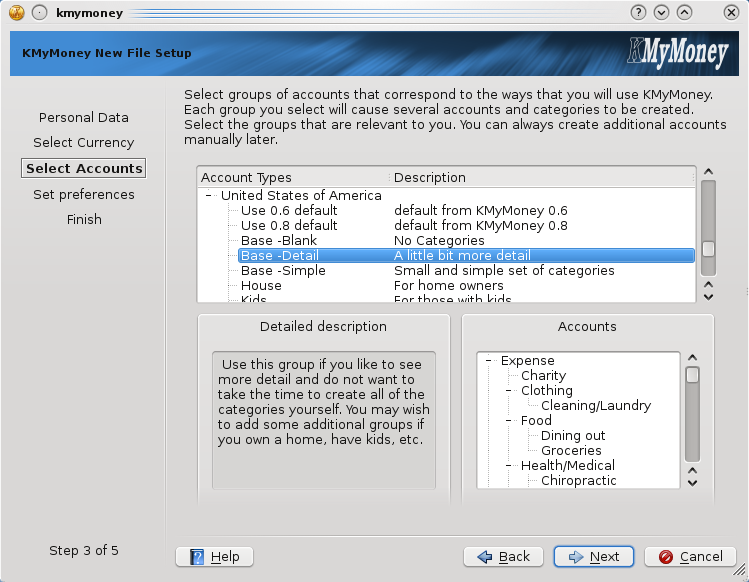 kmymoney
KMyMoney New File Setup
KMyMoney
Personal Data
Select Currency
Select Accounts
Set preferences
Finish
Select groups of accounts that correspond to the ways that you will use KMyMoney.
Each group you select will cause several accounts and categories to be created.
Select the groups that are relevant to you. You can always create additional accounts
manually later.
Account Types Description
United States of America
Use 0.6 default default from KMyMoney 0.6
Use 0.8 default default from KMyMoney 0.8
Base -Blank No Categories
Base -Detail A little bit more detail
Base -Simple Small and simple set of categories
House For home owners
Kids For those with kids
Detailed description
Use this group if you like to see
more detail and do not want to
take the time to create all of the
categories yourself. You may wish
to add some additional groups if
you own a home, have kids, etc.
Accounts
Expense
Charity
Clothing
Cleaning/Laundry
Food
Dining out
Groceries
Health/Medical
Chiropractic
Step 3 of 5
Help
Back
Next
Cancel